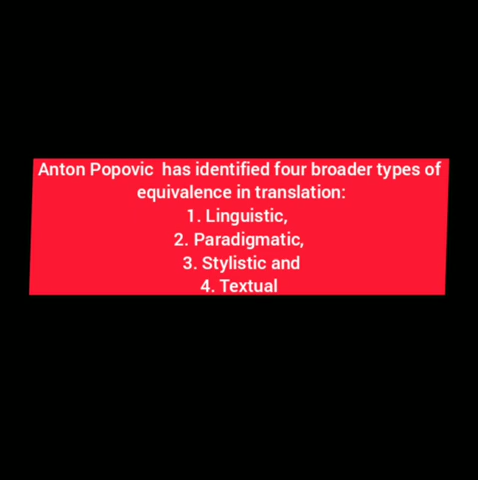 Anton Popovic has identified four broader types of
equivalence in translation:
1. Linguistic,
2. Paradigmatic,
3. Stylistic and
4. Textual